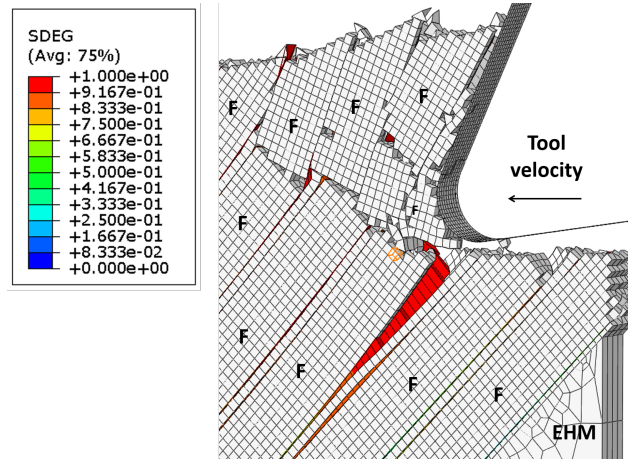 SDEG
(Avg: 75%)
+1.000e+00
+9.167e-01
+8.333e-01
+7.500e-01
+6.667e-01
+5.833e-01
+5.000e-01
+4.167e-01
+3.333e-01
+2.500e-01
+1.667e-01
+8.333e-02
+0.000e+00
F
F
F
F
F
Tool
velocity
F
F
F
F
F
EHM